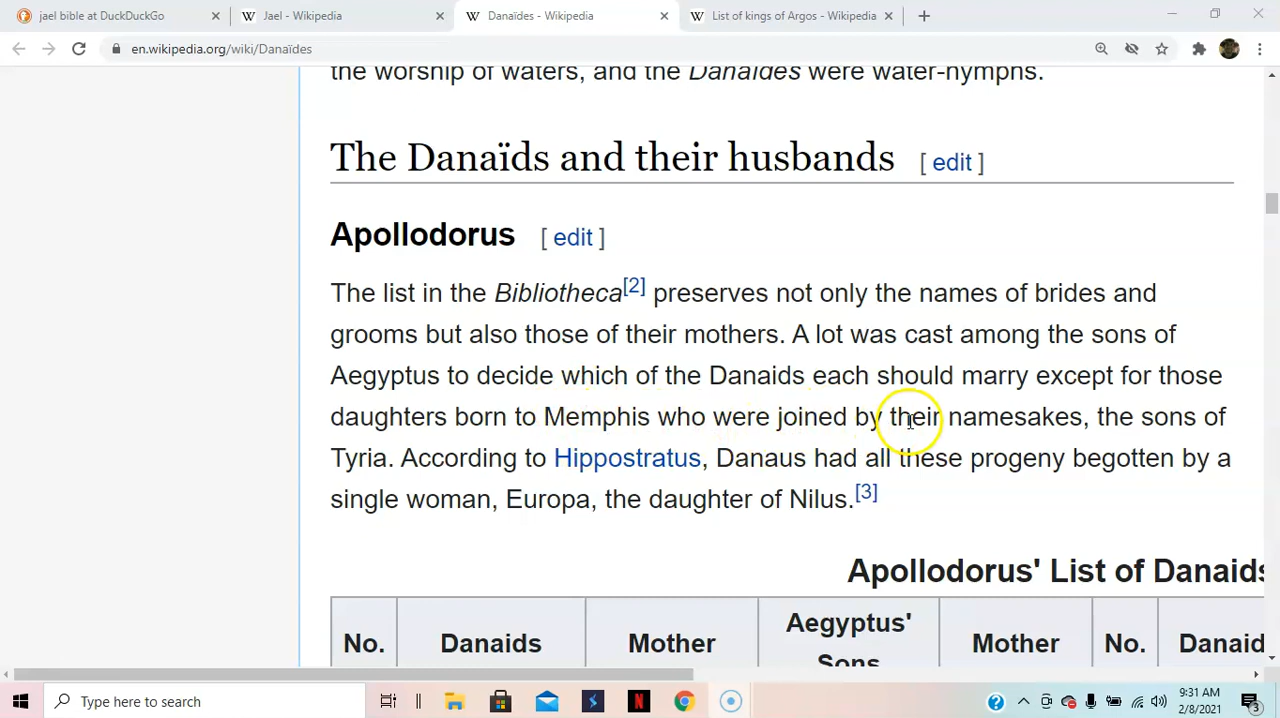 jael bible at DuckDuckGo
Jael - Wikipedia
Danaïdes - Wikipedia
List of kings of Argos - Wikipedia
en.wikipedia.org/wiki/Danaïdes
the worship of waters, and the Danaïdes were water-nymphs.
The Danaïds and their husbands [ edit ]
Apollodorus [ edit ]
The list in the Bibliotheca[2] preserves not only the names of brides and
grooms but also those of their mothers. A lot was cast among the sons of
Aegyptus to decide which of the Danaids each should marry except for those
daughters born to Memphis who were joined by their namesakes, the sons of
Tyria. According to Hippostratus, Danaus had all these progeny begotten by a
single woman, Europa, the daughter of Nilus.[3]
Apollodorus' List of Danaids
No. Danaids Mother Aegyptus' Sons Mother No. Danaid
Type here to search
9:31 AM
2/8/2021
3